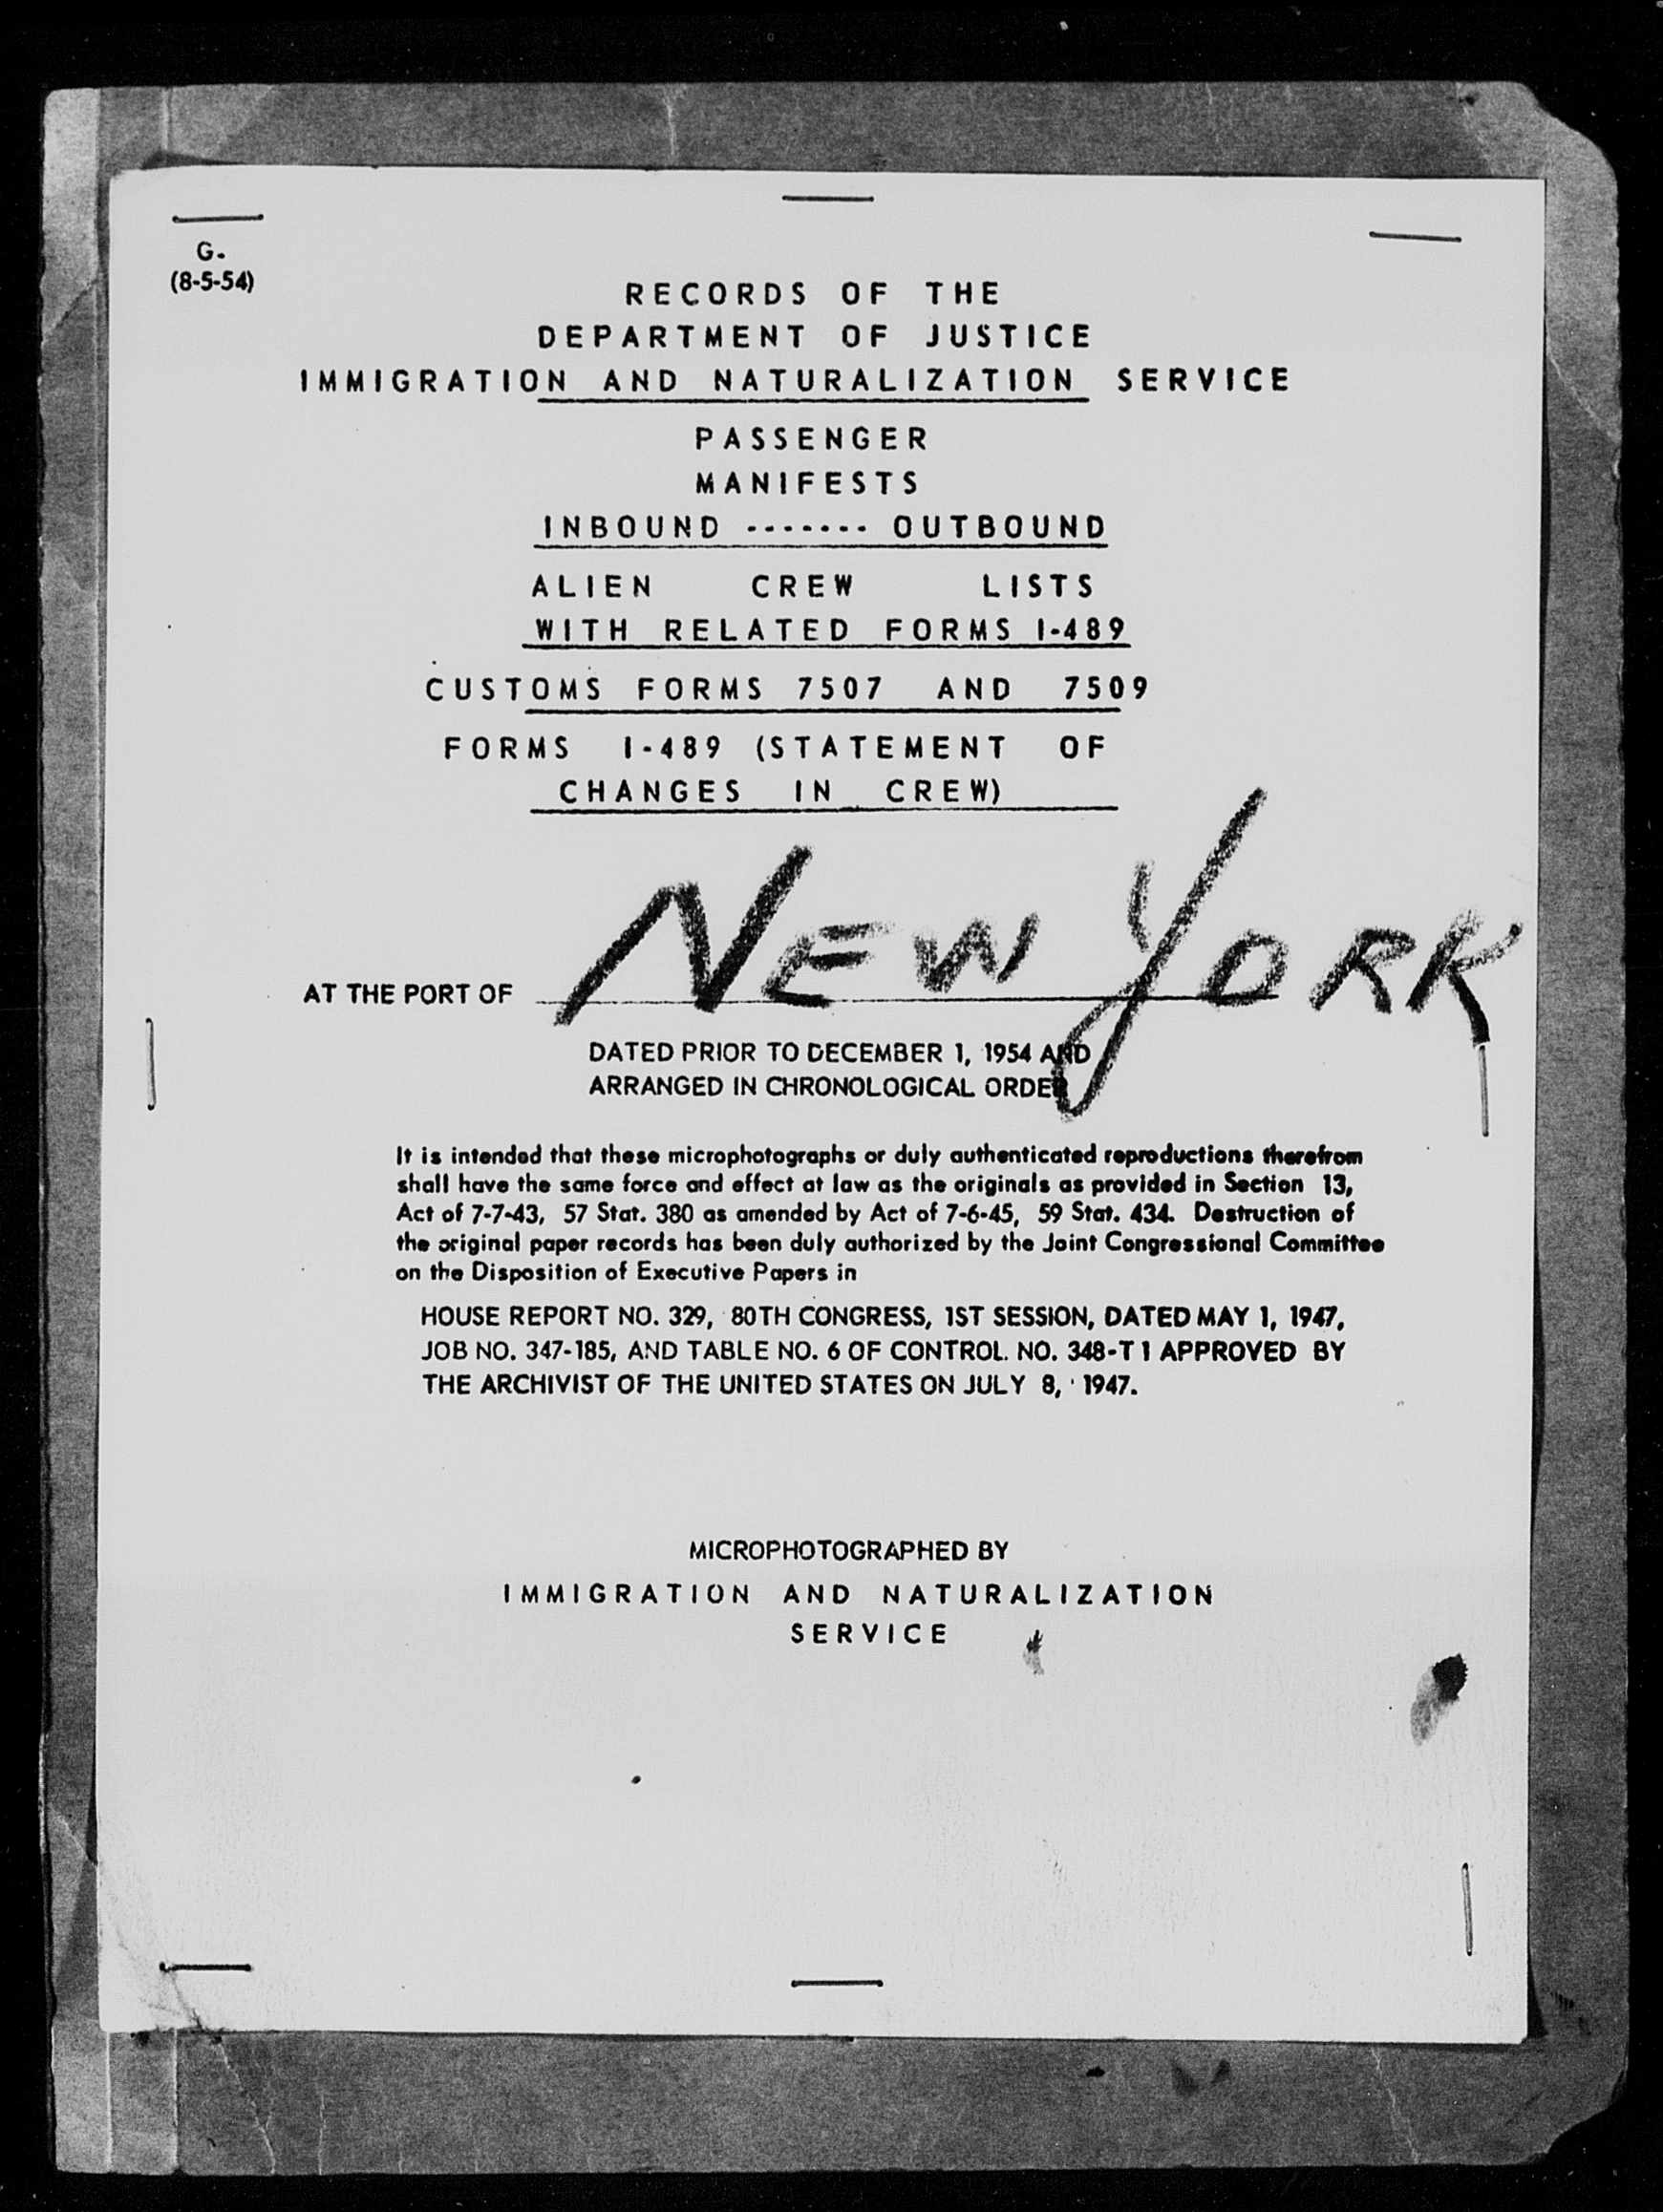 G.
(8-5-54)
RECORDS OF THE
DEPARTMENT OF JUSTICE
IMMIGRATION AND NATURALIZATION SERVICE
PASSENGER
MANIFESTS
INBOUND ------- OUTBOUND
ALIEN CREW LISTS
WITH RELATED FORMS I-489
CUSTOMS FORMS 7507 AND 7509
FORMS I-489 (STATEMENT OF
CHANGES IN CREW)
AT THE PORT OF NEW YORK
DATED PRIOR TO DECEMBER 1, 1954 AND
ARRANGED IN CHRONOLOGICAL ORDER
It is intended that these microphotographs or duly authenticated reproductions therefrom
shall have the same force and effect at law as the originals as provided in Section 13,
Act of 7-7-43, 57 Stat. 380 as amended by Act of 7-6-45, 59 Stat. 434. Destruction of
the original paper records has been duly authorized by the Joint Congressional Committee
on the Disposition of Executive Papers in
HOUSE REPORT NO. 329, 80TH CONGRESS, 1ST SESSION, DATED MAY 1, 1947,
JOB NO. 347-185, AND TABLE NO. 6 OF CONTROL NO. 348-T1 APPROVED BY
THE ARCHIVIST OF THE UNITED STATES ON JULY 8, 1947.
MICROPHOTOGRAPHED BY
IMMIGRATION AND NATURALIZATION
SERVICE